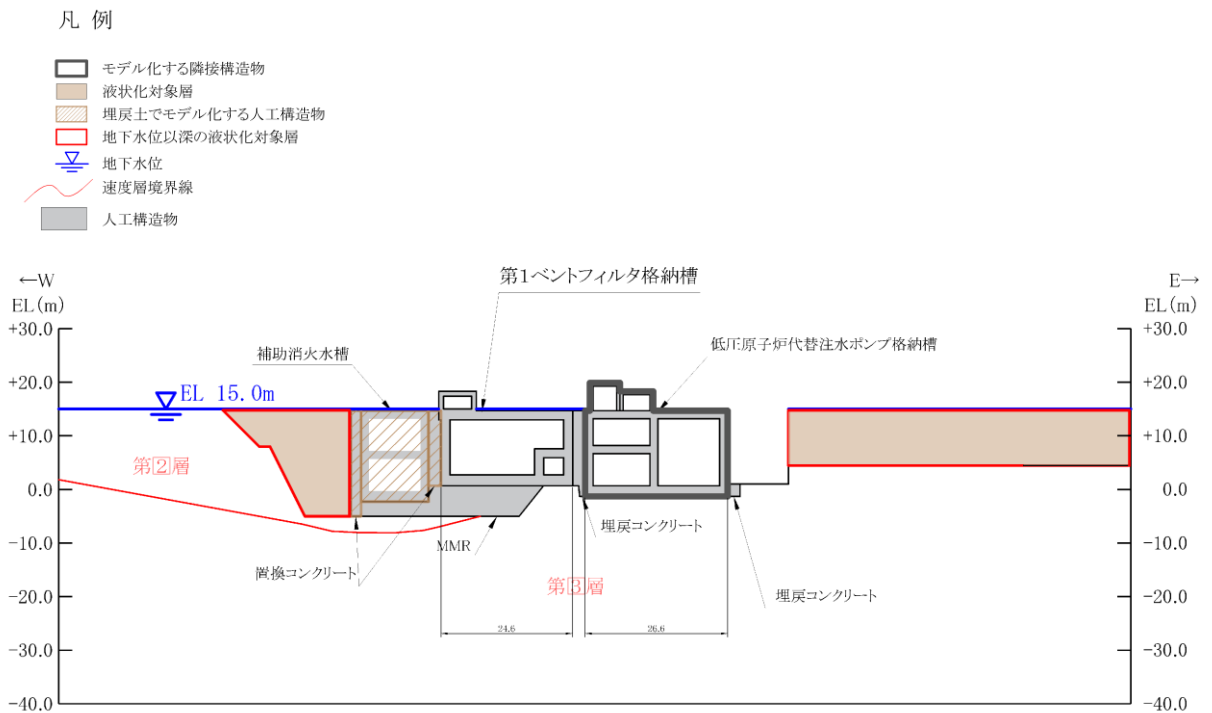 凡 例
モデル化する隣接構造物
液状化対象層
埋戻土でモデル化する人工構造物
地下水位以深の液状化対象層
地下水位
速度層境界線
人工構造物
←W
EL(m)
E→
EL(m)
第1ベントフィルタ格納槽
補助消火水槽
低圧原子炉代替注水ポンプ格納槽
+30.0
+30.0
+20.0
+20.0
EL 15.0m
+10.0
+10.0
第②層
0.0
0.0
埋戻コンクリート
MMR
-10.0
-10.0
置換コンクリート
第③層
埋戻コンクリート
-20.0
-20.0
24.6
26.6
-30.0
-30.0
-40.0
-40.0